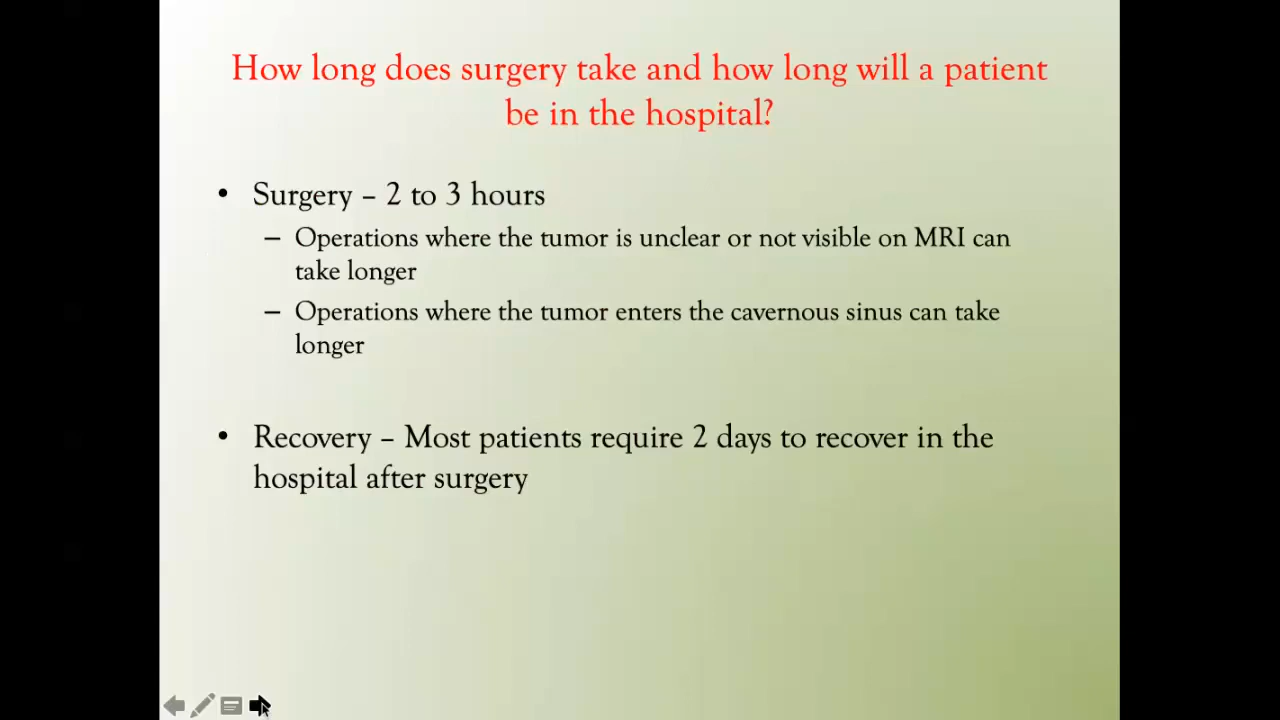 How long does surgery take and how long will a patient
be in the hospital?
• Surgery – 2 to 3 hours
– Operations where the tumor is unclear or not visible on MRI can
take longer
– Operations where the tumor enters the cavernous sinus can take
longer
• Recovery – Most patients require 2 days to recover in the
hospital after surgery